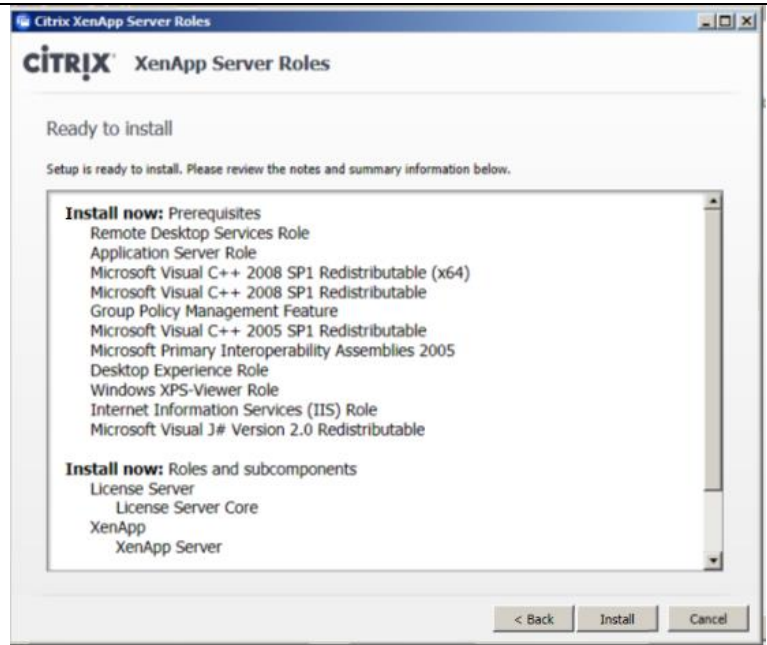 Citrix XenApp Server Roles
CİTRIX XenApp Server Roles
Ready to install
Setup is ready to install. Please review the notes and summary information below.
Install now: Prerequisites
Remote Desktop Services Role
Application Server Role
Microsoft Visual C++ 2008 SP1 Redistributable (x64)
Microsoft Visual C++ 2008 SP1 Redistributable
Group Policy Management Feature
Microsoft Visual C++ 2005 SP1 Redistributable
Microsoft Primary Interoperability Assemblies 2005
Desktop Experience Role
Windows XPS-Viewer Role
Internet Information Services (IIS) Role
Microsoft Visual J# Version 2.0 Redistributable
Install now: Roles and subcomponents
License Server
License Server Core
XenApp
XenApp Server
< Back Install Cancel